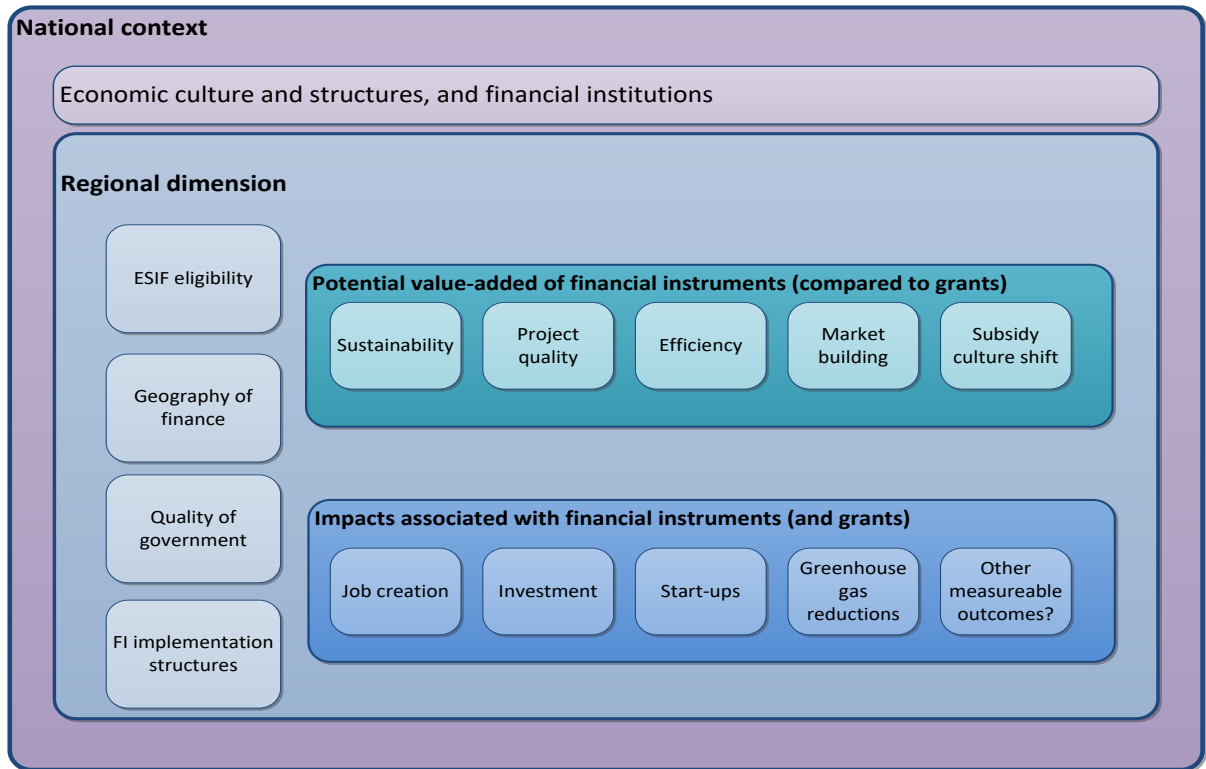 National context
Economic culture and structures, and financial institutions
Regional dimension
ESIF eligibility
Geography of
finance
Quality of
government
FI implementation
structures
Potential value-added of financial instruments (compared to grants)
Sustainability
Project
quality
Efficiency
Market
building
Subsidy
culture shift
Impacts associated with financial instruments (and grants)
Job creation
Investment
Start-ups
Greenhouse
gas
reductions
Other
measureable
outcomes?